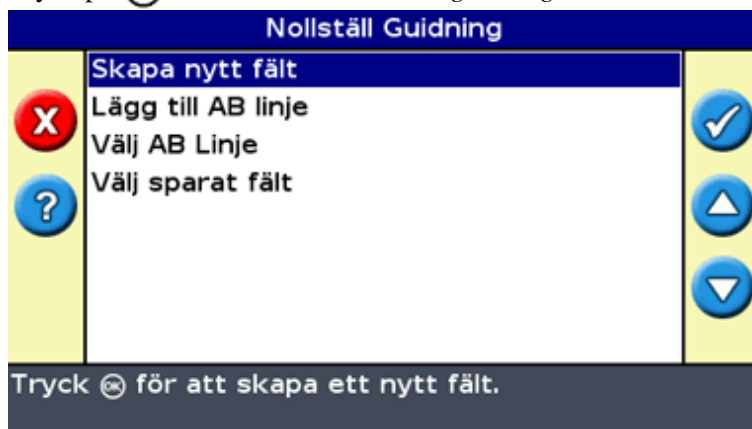 Nollställ Guidning
Skapa nytt fält
Lägg till AB linje
Välj AB Linje
Välj sparat fält
X
?
Tryck OK för att skapa ett nytt fält.